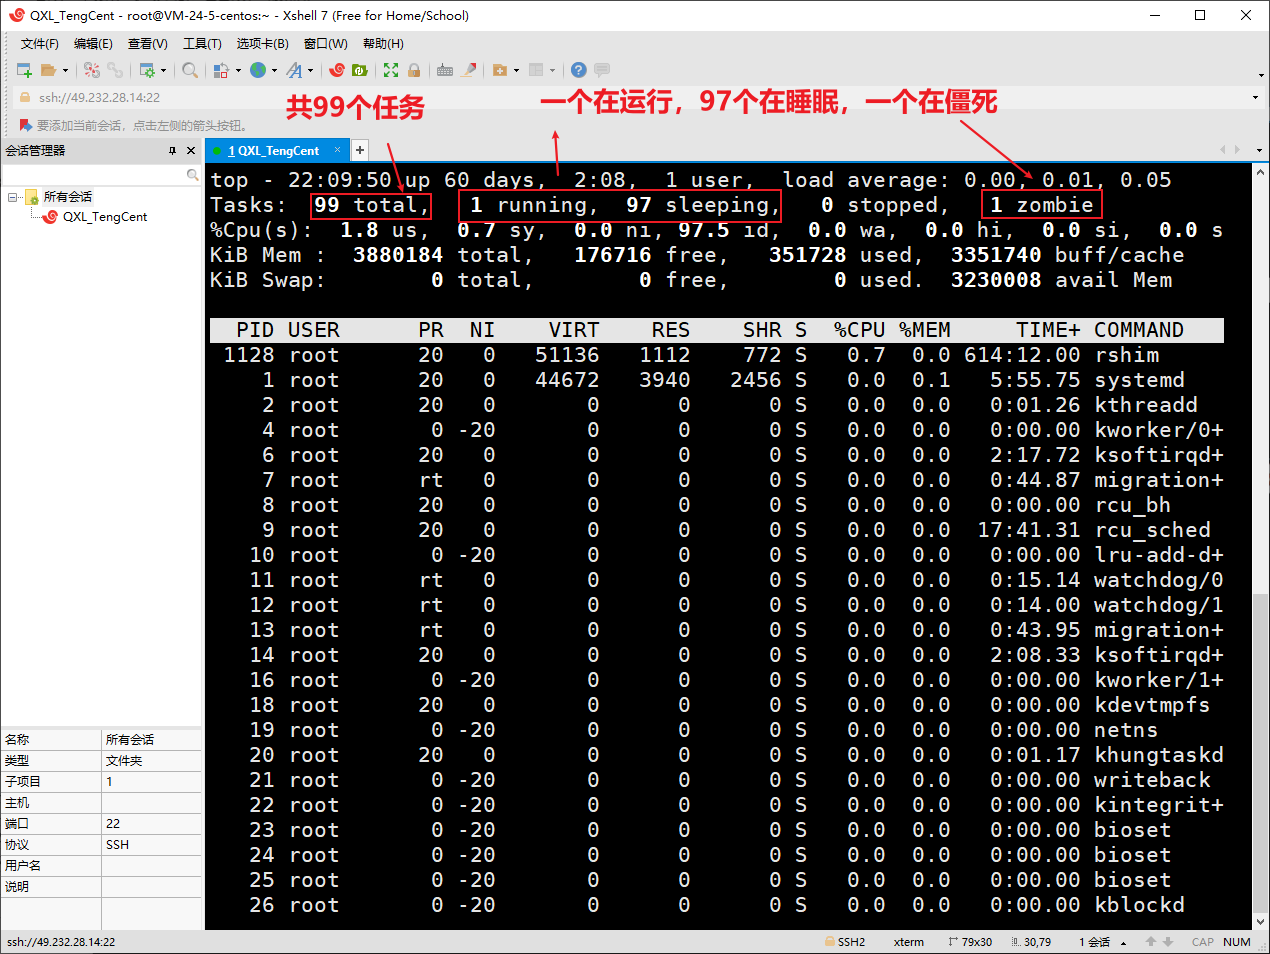 QXL_TengCent - root@VM-24-5-centos:~ - Xshell 7 (Free for Home/School)
文件(F) 编辑(E) 查看(V) 工具(T) 选项卡(B) 窗口(W) 帮助(H)
ssh://49.232.28.14:22
共99个任务
一个在运行，97个在睡眠，一个在僵死
要添加当前会话，点击左侧的箭头按钮。
会话管理器
1 QXL_TengCent × +
所有会话
QXL_TengCent
top - 22:09:50 up 60 days,  2:08,  1 user,  load average: 0.00, 0.01, 0.05
Tasks:  99 total,   1 running,  97 sleeping,   0 stopped,   1 zombie
%Cpu(s):  1.8 us,  0.7 sy,  0.0 ni, 97.5 id,  0.0 wa,  0.0 hi,  0.0 si,  0.0 s
KiB Mem :  3880184 total,   176716 free,   351728 used,  3351740 buff/cache
KiB Swap:        0 total,        0 free,        0 used.  3230008 avail Mem
PID USER      PR  NI    VIRT    RES    SHR S  %CPU %MEM     TIME+ COMMAND
1128 root      20   0   51136   1112    772 S   0.7  0.0 614:12.00 rshim
1 root      20   0   44672   3940   2456 S   0.0  0.1   5:55.75 systemd
2 root      20   0       0      0      0 S   0.0  0.0   0:01.26 kthreadd
4 root       0 -20       0      0      0 S   0.0  0.0   0:00.00 kworker/0+
6 root      20   0       0      0      0 S   0.0  0.0   2:17.72 ksoftirqd+
7 root      rt   0       0      0      0 S   0.0  0.0   0:44.87 migration+
8 root      20   0       0      0      0 S   0.0  0.0   0:00.00 rcu_bh
9 root      20   0       0      0      0 S   0.0  0.0  17:41.31 rcu_sched
10 root       0 -20       0      0      0 S   0.0  0.0   0:00.00 lru-add-d+
11 root      rt   0       0      0      0 S   0.0  0.0   0:15.14 watchdog/0
12 root      rt   0       0      0      0 S   0.0  0.0   0:14.00 watchdog/1
13 root      rt   0       0      0      0 S   0.0  0.0   0:43.95 migration+
14 root      20   0       0      0      0 S   0.0  0.0   2:08.33 ksoftirqd+
16 root       0 -20       0      0      0 S   0.0  0.0   0:00.00 kworker/1+
18 root      20   0       0      0      0 S   0.0  0.0   0:00.00 kdevtmpfs
19 root       0 -20       0      0      0 S   0.0  0.0   0:00.00 netns
20 root      20   0       0      0      0 S   0.0  0.0   0:01.17 khungtaskd
21 root       0 -20       0      0      0 S   0.0  0.0   0:00.00 writeback
22 root       0 -20       0      0      0 S   0.0  0.0   0:00.00 kintegrit+
23 root       0 -20       0      0      0 S   0.0  0.0   0:00.00 bioset
24 root       0 -20       0      0      0 S   0.0  0.0   0:00.00 bioset
25 root       0 -20       0      0      0 S   0.0  0.0   0:00.00 bioset
26 root       0 -20       0      0      0 S   0.0  0.0   0:00.00 kblockd
名称 所有会话
类型 文件夹
子项目 1
主机
端口 22
协议 SSH
用户名
说明
ssh://49.232.28.14:22 SSH2 xterm 79x30 30,79 1 会话 CAP NUM